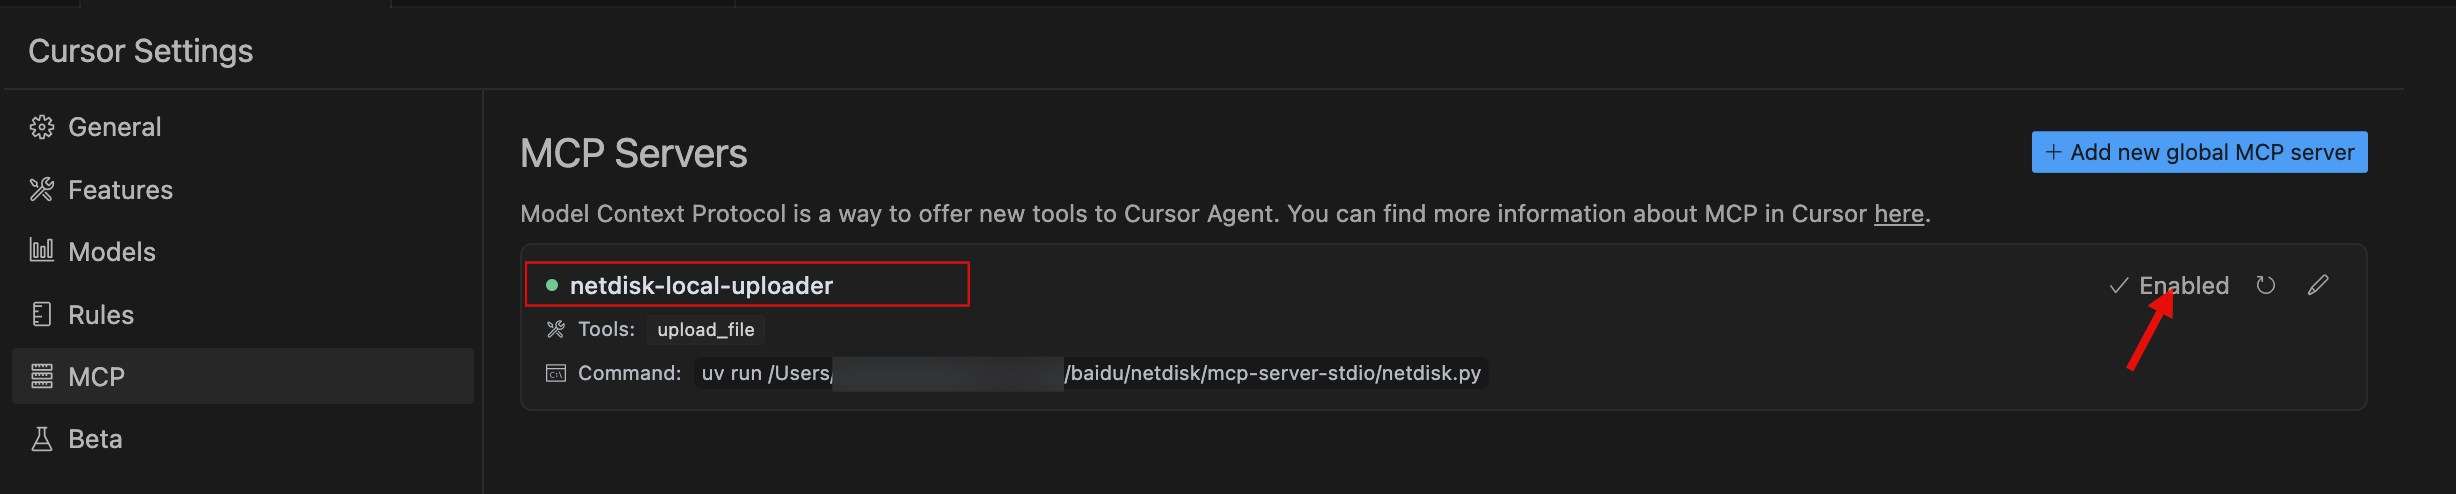 Cursor Settings
General
Features
Models
Rules
MCP
Beta
MCP Servers
+ Add new global MCP server
Model Context Protocol is a way to offer new tools to Cursor Agent. You can find more information about MCP in Cursor here.
netdisk-local-uploader
Enabled
Tools: upload_file
Command: uv run /Users/ /baidu/netdisk/mcp-server-stdio/netdisk.py